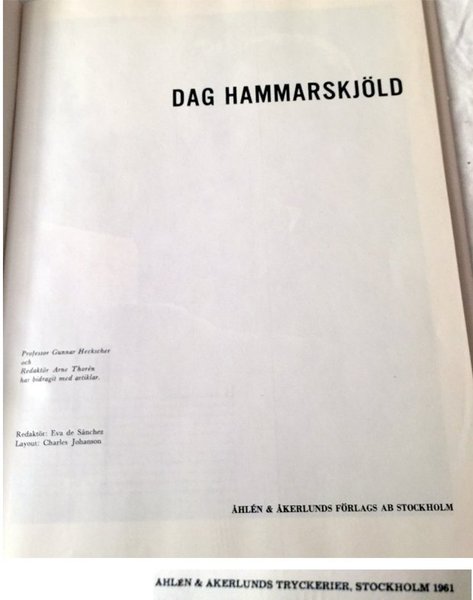 DAG HAMMARSKJÖLD
Professor Gunnar Heckscher
och
Redaktör Arne Thorén
har bidragit med artiklar.
Redaktör: Eva de Sánchez
Layout: Charles Johanson
ÅHLÉN & ÅKERLUNDS FÖRLAGS AB STOCKHOLM
ÅHLÉN & ÅKERLUNDS TRYCKERIER, STOCKHOLM 1961